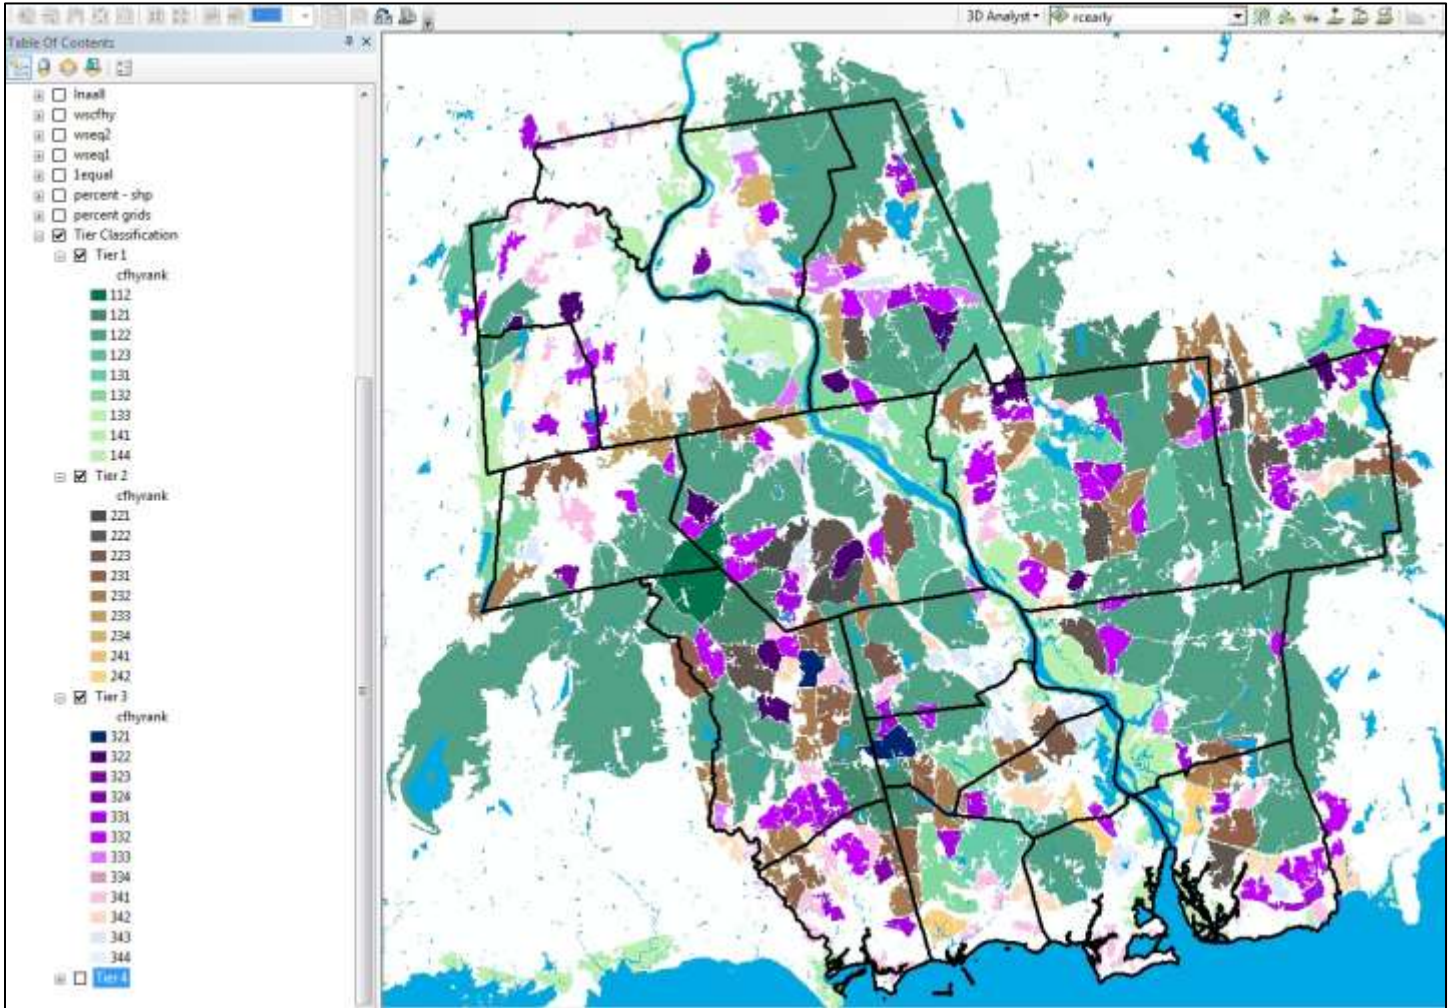 3D Analyst
rcearly
Table Of Contents
lnaall
wscfhy
wseq2
wseq1
1equal
percent - shp
percent grids
Tier Classification
Tier 1
cfhyrank
112
121
122
123
131
132
133
141
144
Tier 2
cfhyrank
221
222
223
231
232
233
234
241
242
Tier 3
cfhyrank
321
322
323
324
331
332
333
334
341
342
343
344
Tier 4